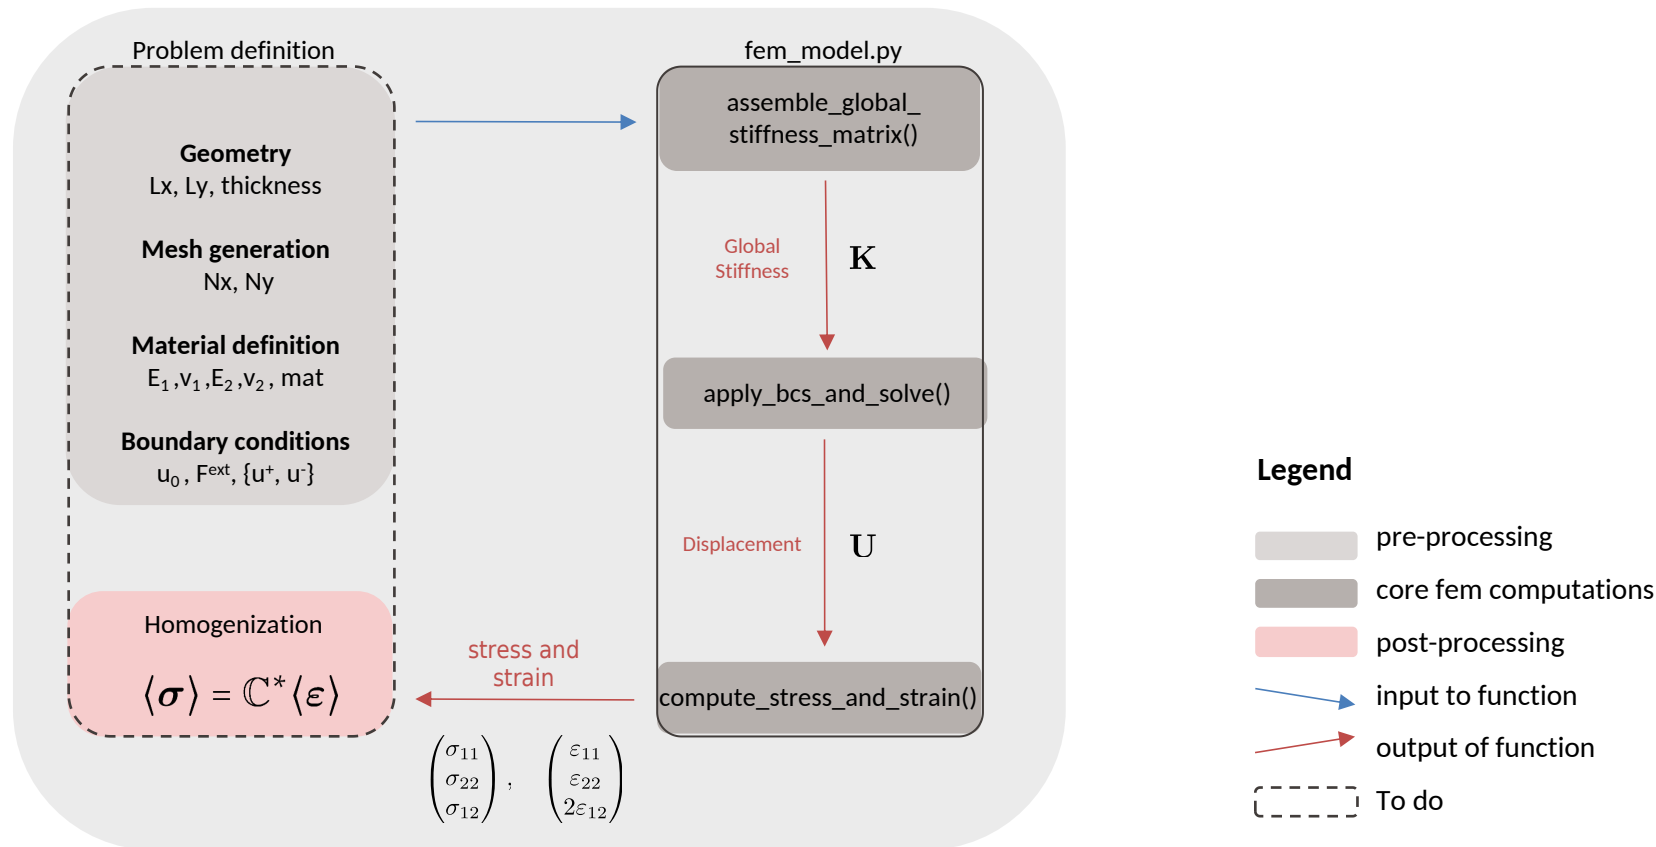 Problem definition
Geometry
Lx, Ly, thickness
Mesh generation
Nx, Ny
Material definition
E₁,v₁,E₂,v₂, mat
Boundary conditions
u₀, Fᵉˣᵗ, {u⁺, u⁻}
Homogenization
⟨σ⟩ = ℂ*⟨ε⟩
fem_model.py
assemble_global_
stiffness_matrix()
Global
Stiffness
K
apply_bcs_and_solve()
Displacement
U
compute_stress_and_strain()
stress and
strain
σ₁₁ ε₁₁
σ₂₂ , ε₂₂
σ₁₂ 2ε₁₂
Legend
pre-processing
core fem computations
post-processing
input to function
output of function
To do